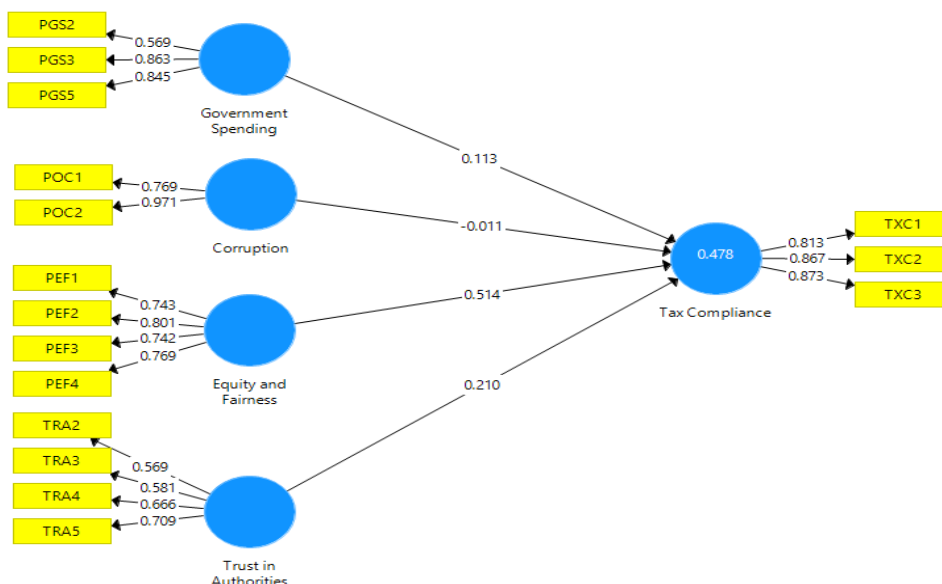 PGS2
0.569
PGS3
0.863
PGS5
0.845
Government
Spending
0.113
POC1
0.769
POC2
0.971
Corruption
-0.011
PEF1
0.743
PEF2
0.801
PEF3
0.742
PEF4
0.769
Equity and
Fairness
0.514
TRA2
0.569
TRA3
0.581
TRA4
0.666
TRA5
0.709
Trust in
Authorities
0.210
0.478
Tax Compliance
TXC1
0.813
TXC2
0.867
TXC3
0.873